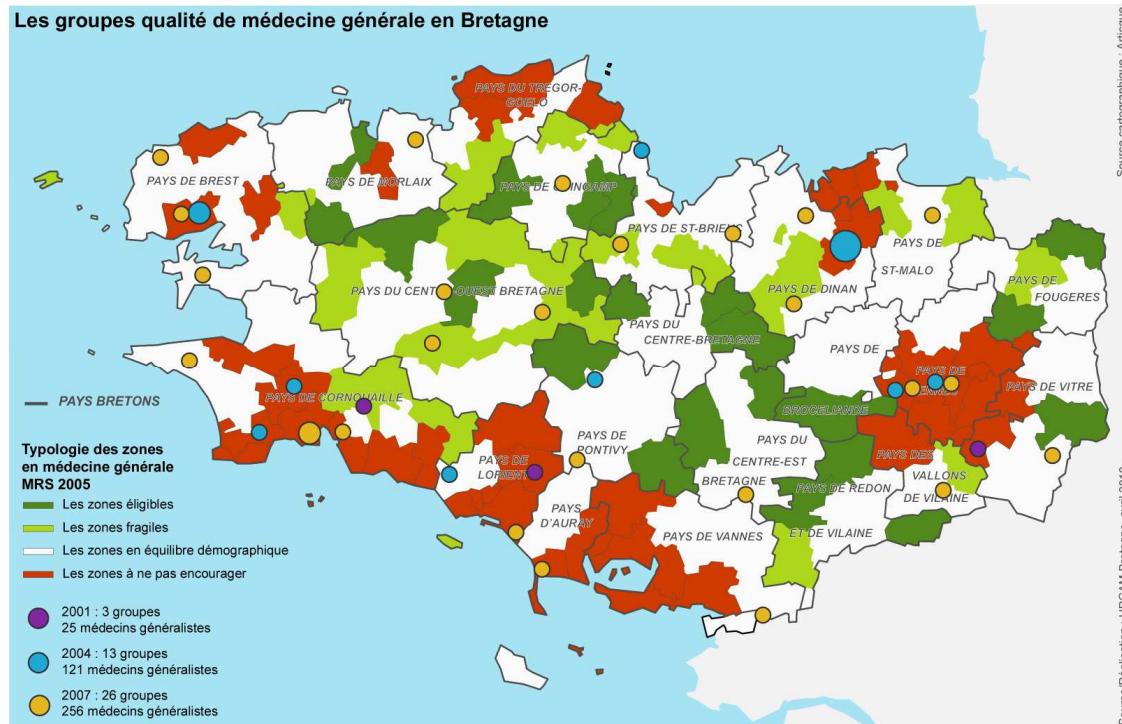 Les groupes qualité de médecine générale en Bretagne
Source cartographique : Articque
PAYS DU TREGOR-
GOELO
PAYS DE BREST
PAYS DE MORLAIX
PAYS DE GUINGAMP
PAYS DE ST-BRIEUC
PAYS DE
ST-MALO
PAYS DE DINAN
PAYS DE
FOUGERES
PAYS DU CENTRE-OUEST BRETAGNE
PAYS DU
CENTRE-BRETAGNE
PAYS DE
BROCELIANDE
PAYS DE
RENNES
PAYS DE VITRE
PAYS DE CORNOUAILLE
PAYS DE
LORIENT
PAYS DE
PONTIVY
PAYS DU
CENTRE-EST
BRETAGNE
PAYS DES
VALLONS
DE VILAINE
PAYS DE REDON
ET DE VILAINE
PAYS
D'AURAY
PAYS DE VANNES
PAYS BRETONS
Typologie des zones
en médecine générale
MRS 2005
Les zones éligibles
Les zones fragiles
Les zones en équilibre démographique
Les zones à ne pas encourager
2001 : 3 groupes
25 médecins généralistes
2004 : 13 groupes
121 médecins généralistes
2007 : 26 groupes
256 médecins généralistes